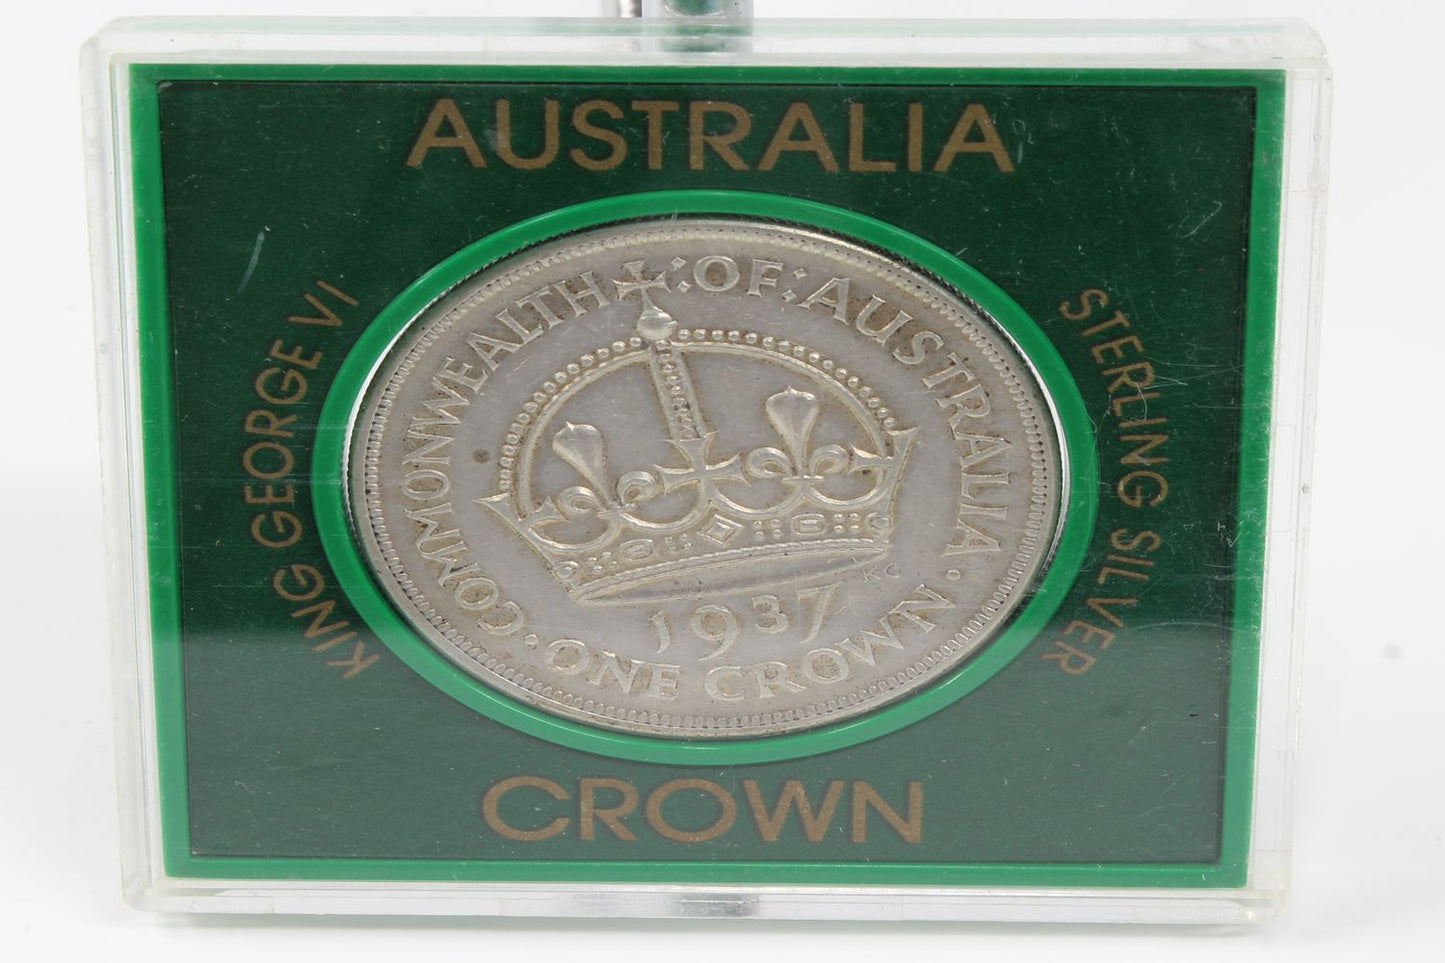 AUSTRALIA
KING GEORGE VI
STERLING SILVER
COMMONWEALTH : OF : AUSTRALIA
KG
1937
· ONE CROWN ·
CROWN